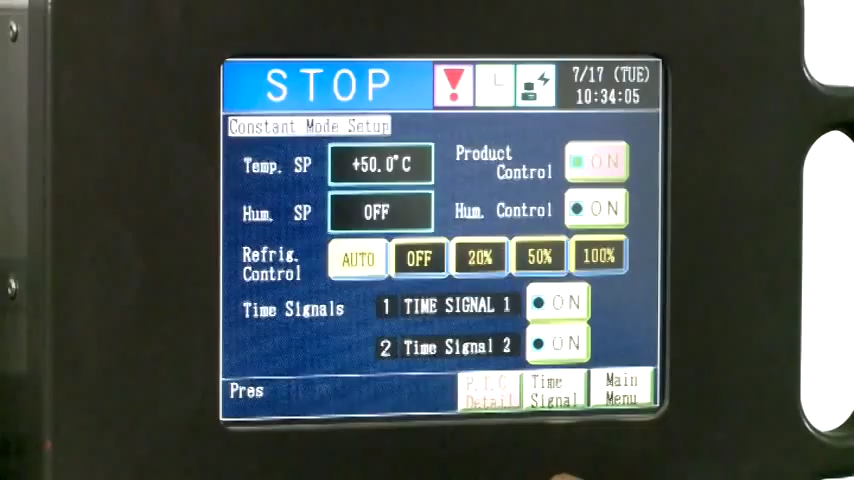 STOP
7/17 (TUE)
10:34:05
Constant Mode Setup
Temp. SP +50.0°C Product Control ON
Hum. SP OFF Hum. Control ON
Refrig. Control AUTO OFF 20% 50% 100%
Time Signals 1 TIME SIGNAL 1 ON
2 Time Signal 2 ON
Pres P.I.C Detail Time Signal Main Menu